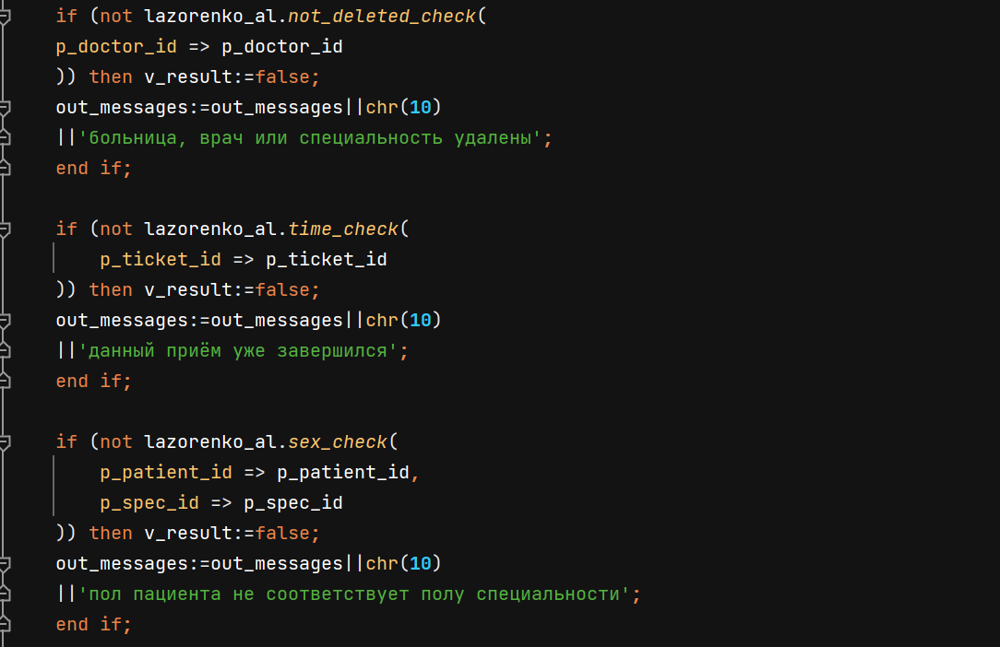 if (not lazorenko_al.not_deleted_check(
p_doctor_id => p_doctor_id
)) then v_result:=false;
out_messages:=out_messages||chr(10)
||'больница, врач или специальность удалены';
end if;
if (not lazorenko_al.time_check(
p_ticket_id => p_ticket_id
)) then v_result:=false;
out_messages:=out_messages||chr(10)
||'данный приём уже завершился';
end if;
if (not lazorenko_al.sex_check(
p_patient_id => p_patient_id,
p_spec_id => p_spec_id
)) then v_result:=false;
out_messages:=out_messages||chr(10)
||'пол пациента не соответствует полу специальности';
end if;